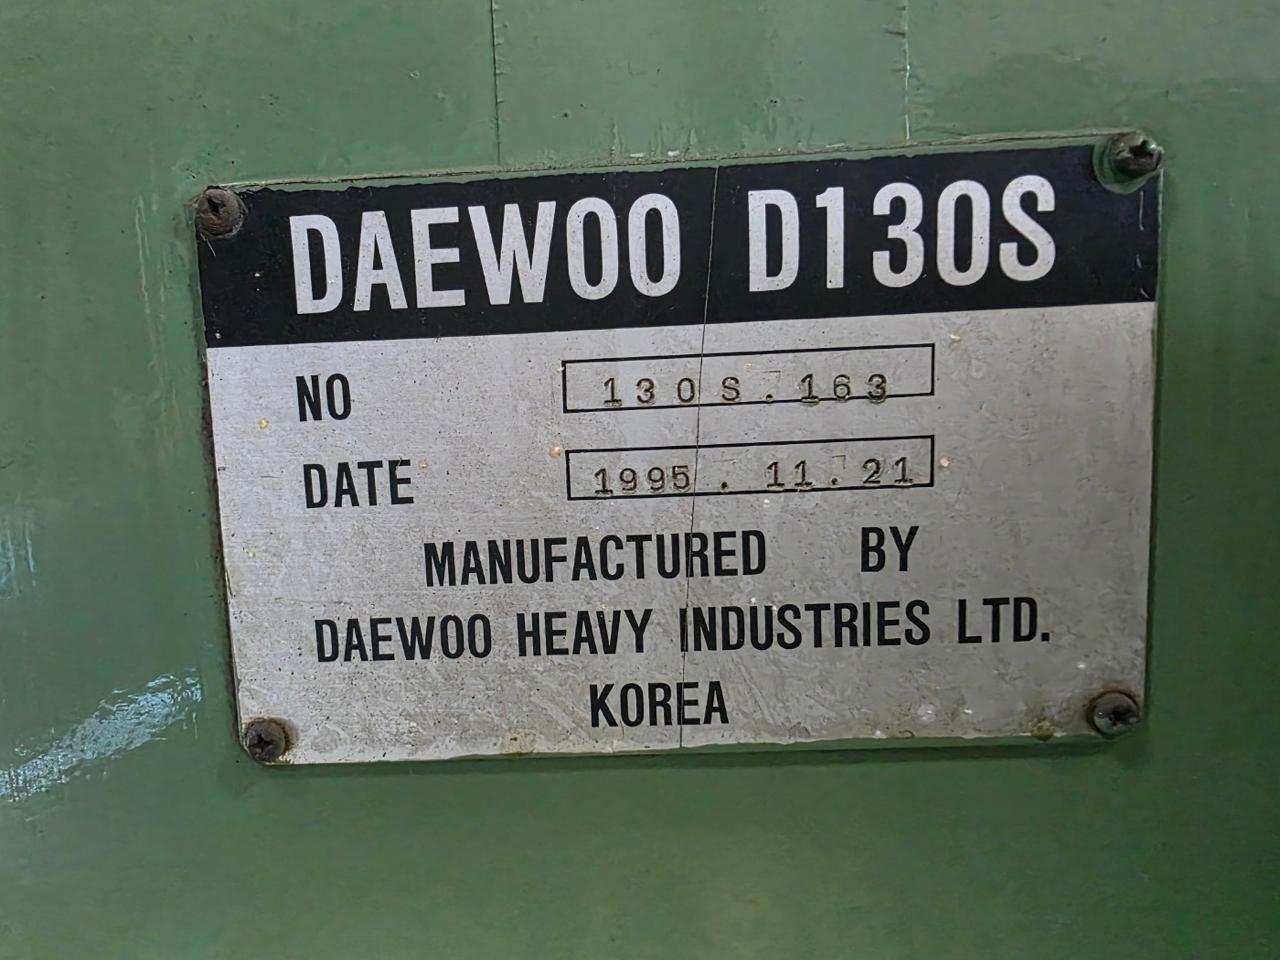 DAEWOO D130S
NO 130S.163
DATE 1995.11.21
MANUFACTURED BY
DAEWOO HEAVY INDUSTRIES LTD.
KOREA